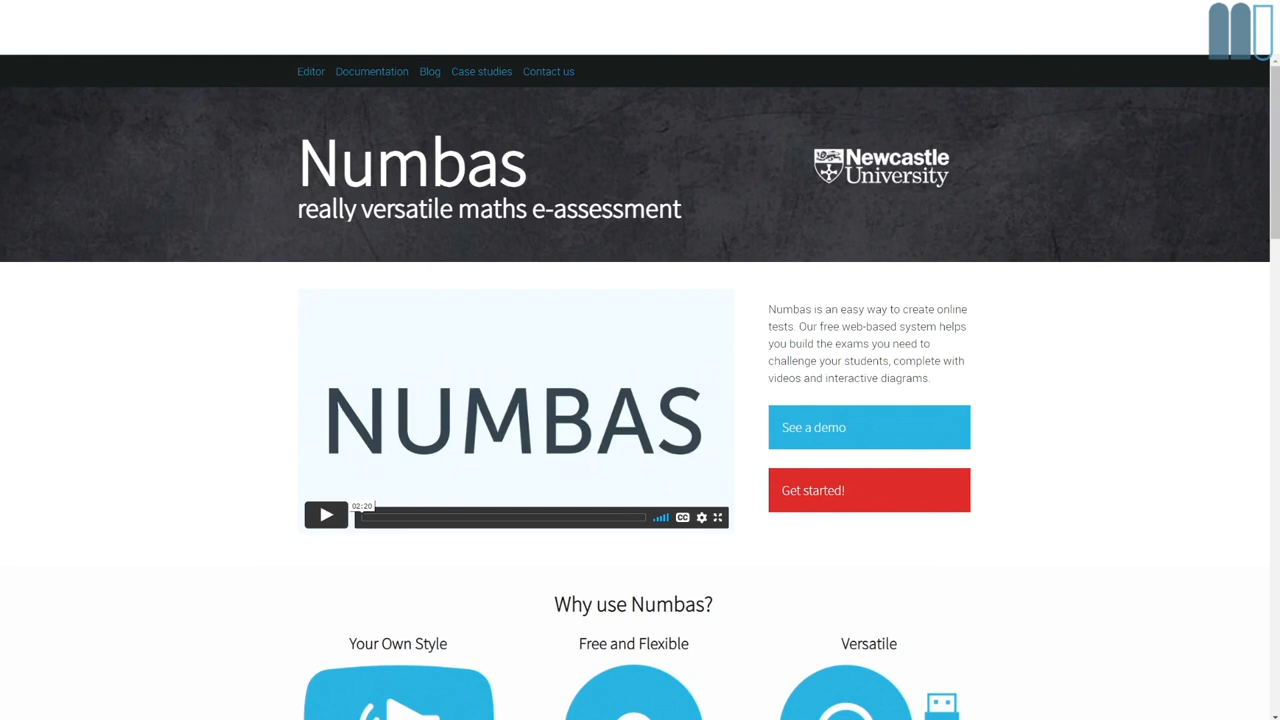 Editor Documentation Blog Case studies Contact us
Numbas
really versatile maths e-assessment
Newcastle
University
NUMBAS
02:20
CC
Numbas is an easy way to create online
tests. Our free web-based system helps
you build the exams you need to
challenge your students, complete with
videos and interactive diagrams.
See a demo
Get started!
Why use Numbas?
Your Own Style
Free and Flexible
Versatile